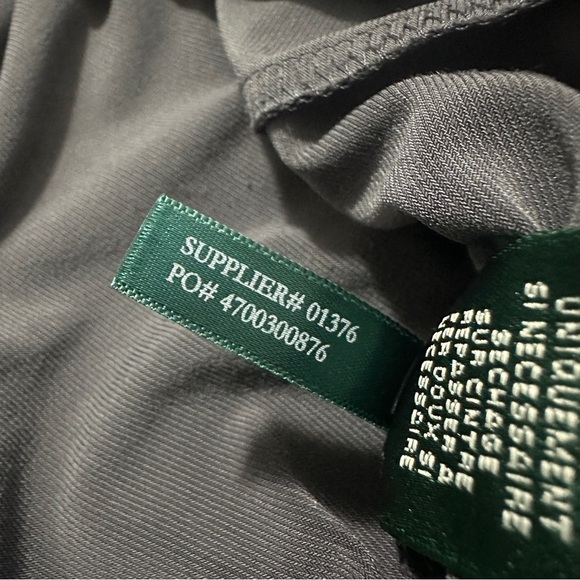 SUPPLIER# 01376
PO# 4700300876
UNIQUEMENT
SI NECESSAIRE
SECHAGE
SUR CINTRE
REPASSER A
FER DOUX SI
NECESSAIRE